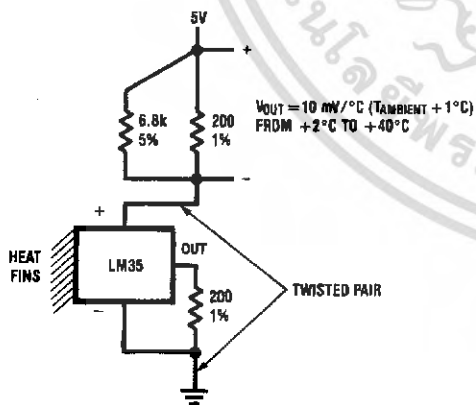 5V
+
6.8k
5%
200
1%
VOUT = 10 mV/°C (TAMBIENT + 1°C)
FROM +2°C TO +40°C
−
+
HEAT
FINS
LM35
OUT
200
1%
TWISTED PAIR
−